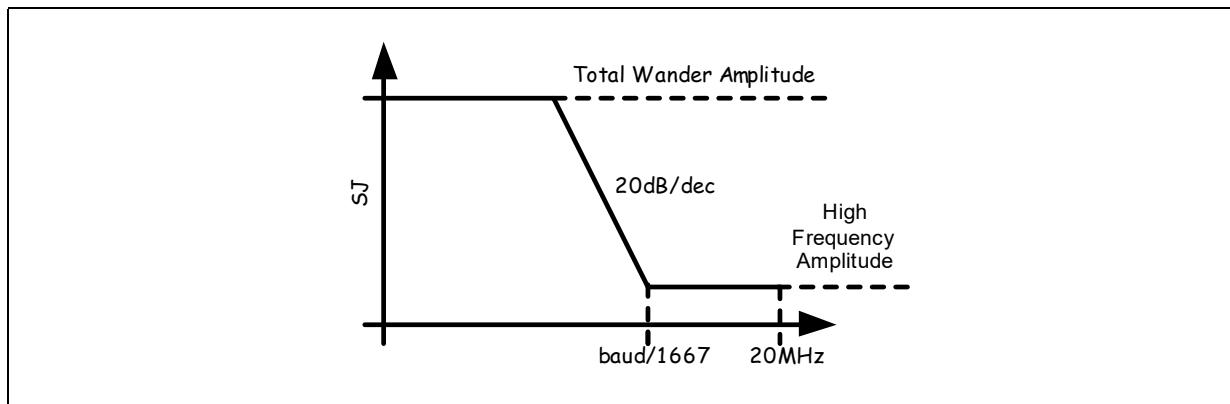 Total Wander Amplitude
SJ
20dB/dec
High
Frequency
Amplitude
baud/1667
20MHz